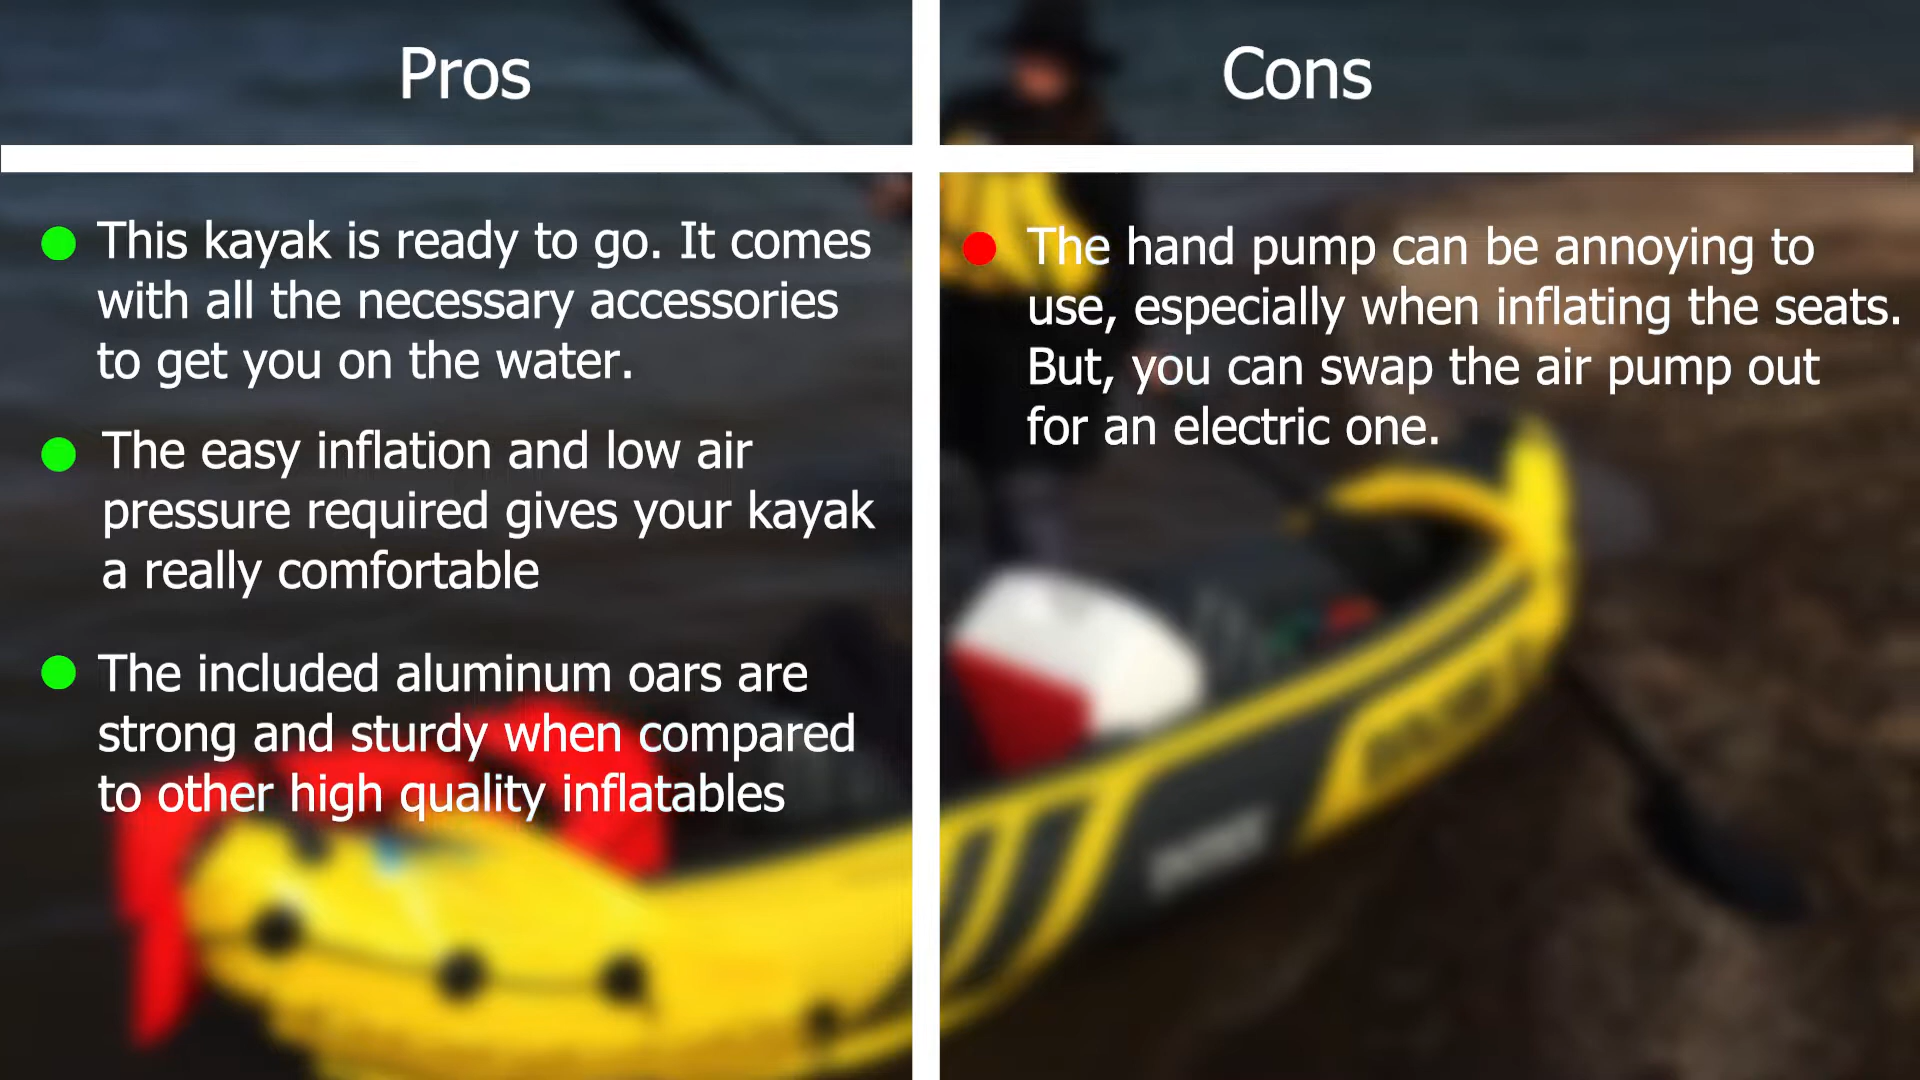 Pros
This kayak is ready to go. It comes
with all the necessary accessories
to get you on the water.
The easy inflation and low air
pressure required gives your kayak
a really comfortable
The included aluminum oars are
strong and sturdy when compared
to other high quality inflatables
Cons
The hand pump can be annoying to
use, especially when inflating the seats.
But, you can swap the air pump out
for an electric one.